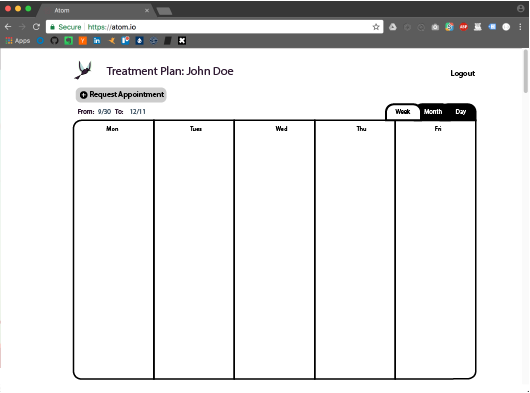 Atom
Secure https://atom.io
Apps
Treatment Plan: John Doe
Logout
Request Appointment
From: 9/30 To: 12/11
Week Month Day
Mon Tues Wed Thu Fri